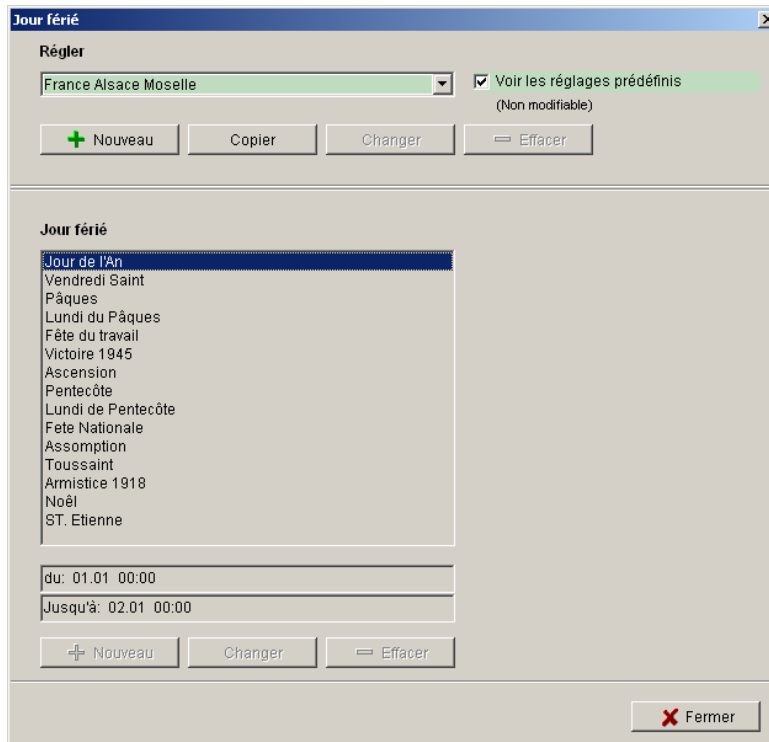 Jour férié
Régler
France Alsace Moselle
Voir les réglages prédéfinis
(Non modifiable)
Nouveau
Copier
Changer
Effacer
Jour férié
Jour de l'An
Vendredi Saint
Pâques
Lundi du Pâques
Fête du travail
Victoire 1945
Ascension
Pentecôte
Lundi de Pentecôte
Fete Nationale
Assomption
Toussaint
Armistice 1918
Noêl
ST. Etienne
du: 01.01 00:00
Jusqu'à: 02.01 00:00
Nouveau
Changer
Effacer
Fermer